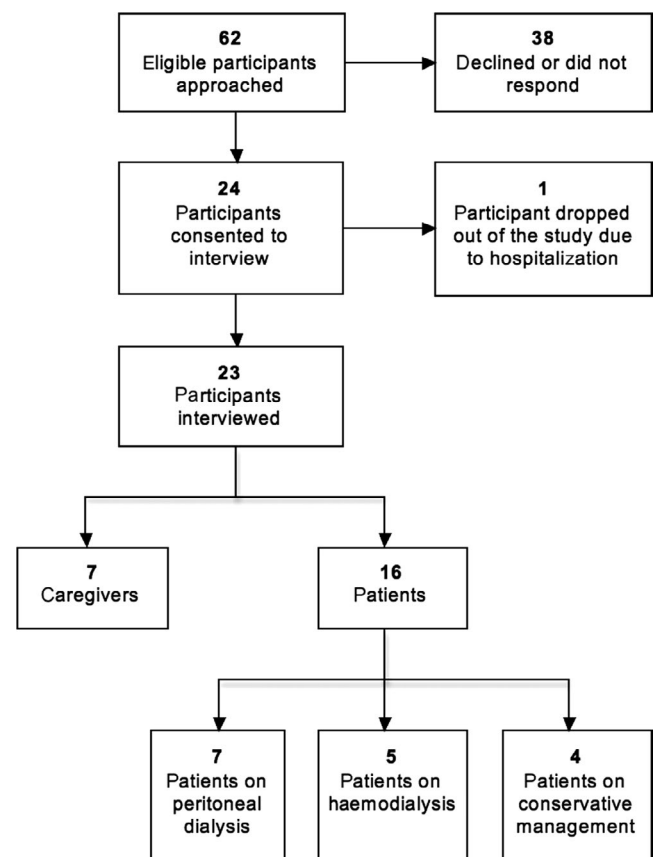 62
Eligible participants
approached
38
Declined or did not
respond
24
Participants
consented to
interview
1
Participant dropped
out of the study due
to hospitalization
23
Participants
interviewed
7
Caregivers
16
Patients
7
Patients on
peritoneal
dialysis
5
Patients on
haemodialysis
4
Patients on
conservative
management